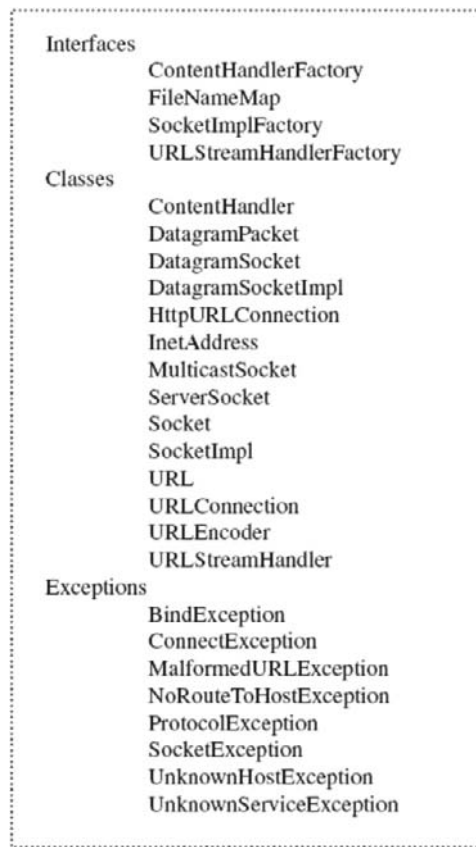 Interfaces
ContentHandlerFactory
FileNameMap
SocketImplFactory
URLStreamHandlerFactory
Classes
ContentHandler
DatagramPacket
DatagramSocket
DatagramSocketImpl
HttpURLConnection
InetAddress
MulticastSocket
ServerSocket
Socket
SocketImpl
URL
URLConnection
URLEncoder
URLStreamHandler
Exceptions
BindException
ConnectException
MalformedURLException
NoRouteToHostException
ProtocolException
SocketException
UnknownHostException
UnknownServiceException